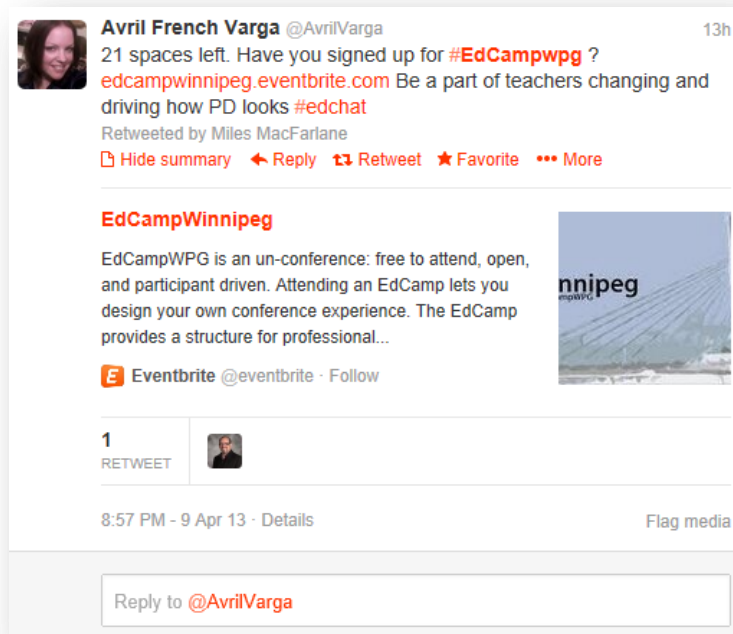 Avril French Varga @AvrilVarga 13h
21 spaces left. Have you signed up for #EdCampwpg ?
edcampwinnipeg.eventbrite.com Be a part of teachers changing and
driving how PD looks #edchat
Retweeted by Miles MacFarlane
Hide summary Reply Retweet Favorite More
EdCampWinnipeg
EdCampWPG is an un-conference: free to attend, open,
and participant driven. Attending an EdCamp lets you
design your own conference experience. The EdCamp
provides a structure for professional...
nnipeg
mpWPG
E Eventbrite @eventbrite · Follow
1
RETWEET
8:57 PM - 9 Apr 13 · Details Flag media
Reply to @AvrilVarga